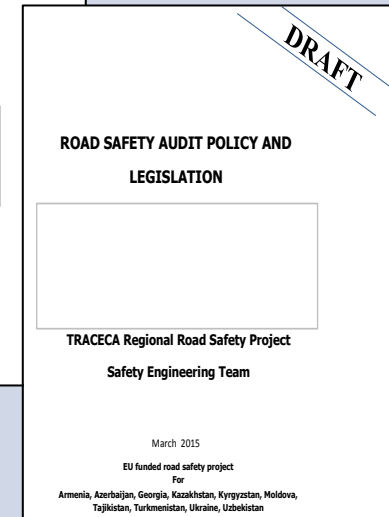 DRAFT
ROAD SAFETY AUDIT POLICY AND
LEGISLATION
TRACECA Regional Road Safety Project
Safety Engineering Team
March 2015
EU funded road safety project
For
Armenia, Azerbaijan, Georgia, Kazakhstan, Kyrgyzstan, Moldova,
Tajikistan, Turkmenistan, Ukraine, Uzbekistan